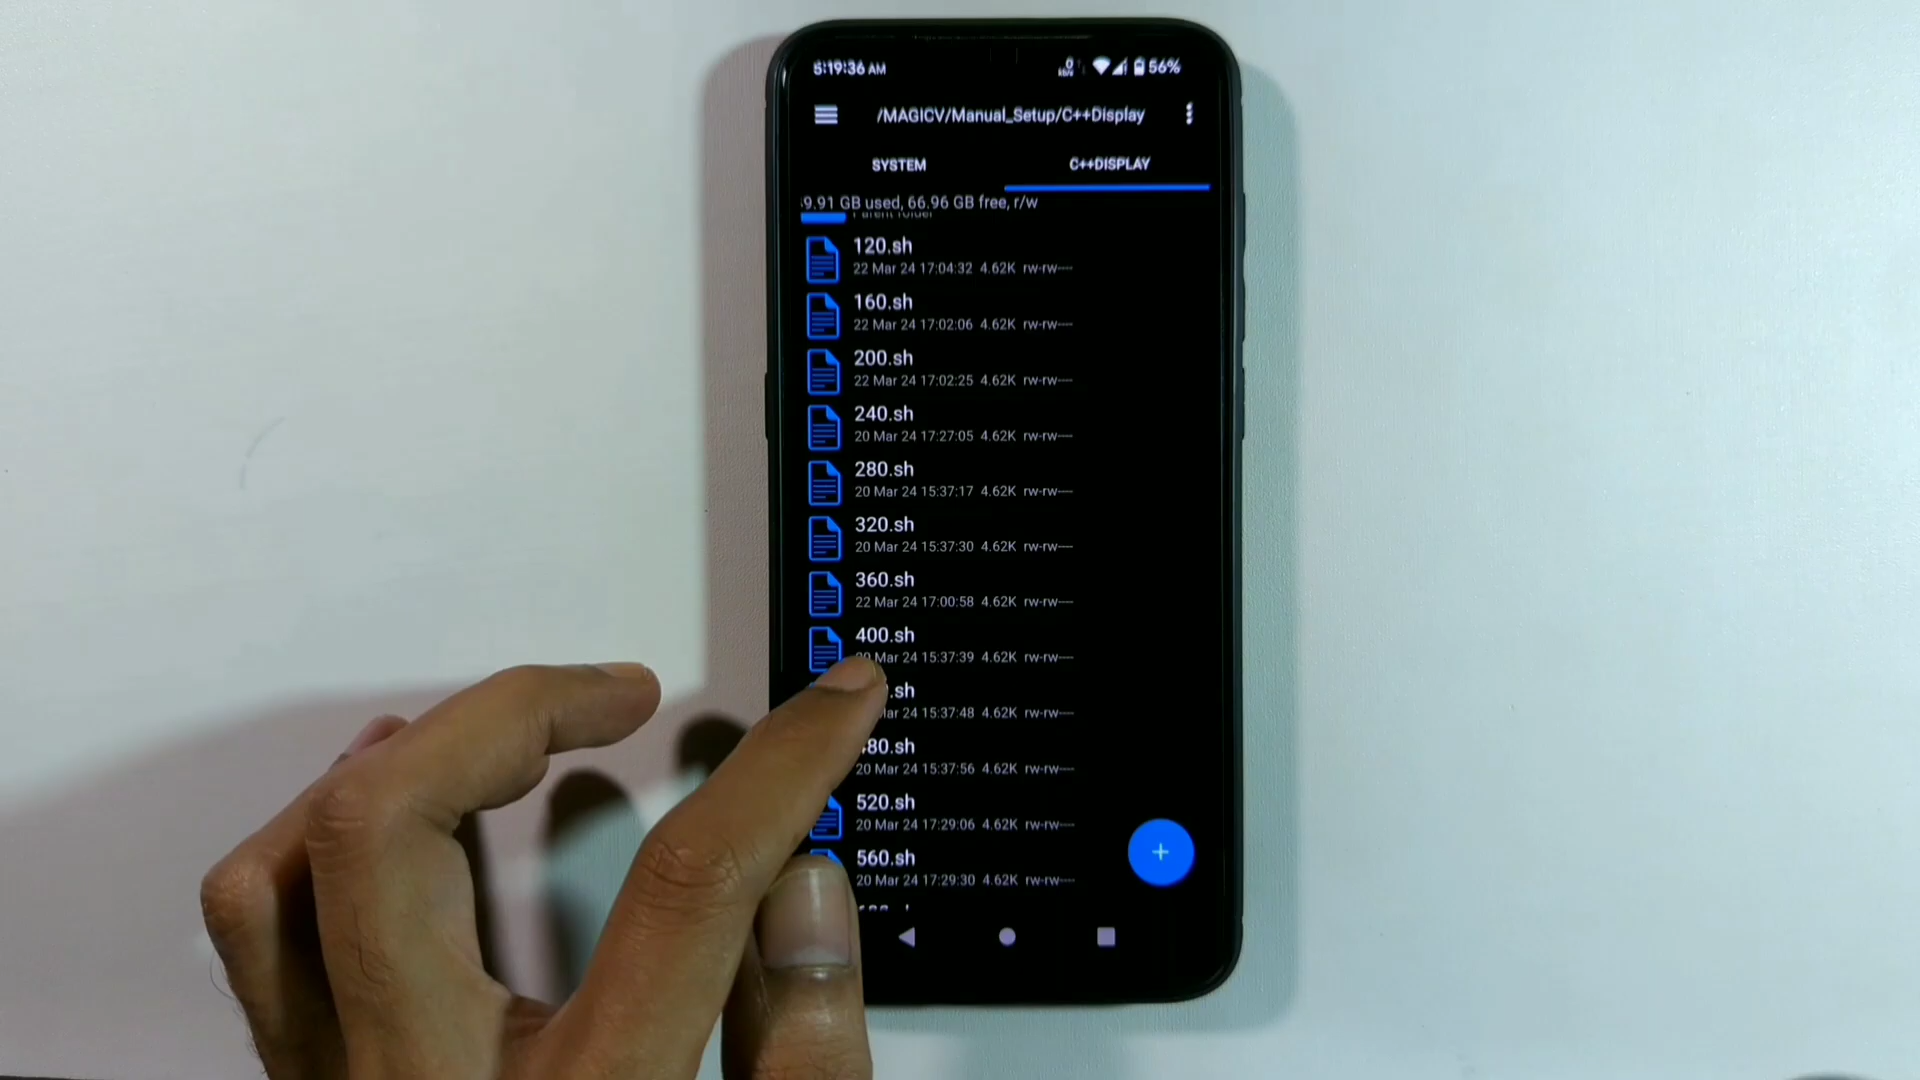 5:19:36 AM
0 56%
/MAGICV/Manual_Setup/C++Display
SYSTEM C++DISPLAY
9.91 GB used, 66.96 GB free, r/w
Parent folder
120.sh
22 Mar 24 17:04:32 4.62K rw-rw----
160.sh
22 Mar 24 17:02:06 4.62K rw-rw----
200.sh
22 Mar 24 17:02:25 4.62K rw-rw----
240.sh
20 Mar 24 17:27:05 4.62K rw-rw----
280.sh
20 Mar 24 15:37:17 4.62K rw-rw----
320.sh
20 Mar 24 15:37:30 4.62K rw-rw----
360.sh
22 Mar 24 17:00:58 4.62K rw-rw----
400.sh
20 Mar 24 15:37:39 4.62K rw-rw----
.sh
24 15:37:48 4.62K rw-rw----
80.sh
20 Mar 24 15:37:56 4.62K rw-rw----
520.sh
20 Mar 24 17:29:06 4.62K rw-rw----
560.sh
20 Mar 24 17:29:30 4.62K rw-rw----